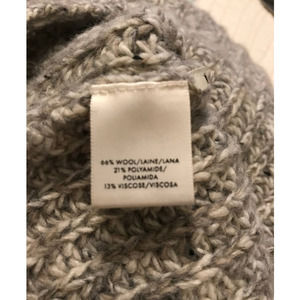 66% WOOL/LAINE/LANA
21% POLYAMIDE/
POLIAMIDA
13% VISCOSE/VISCOSA